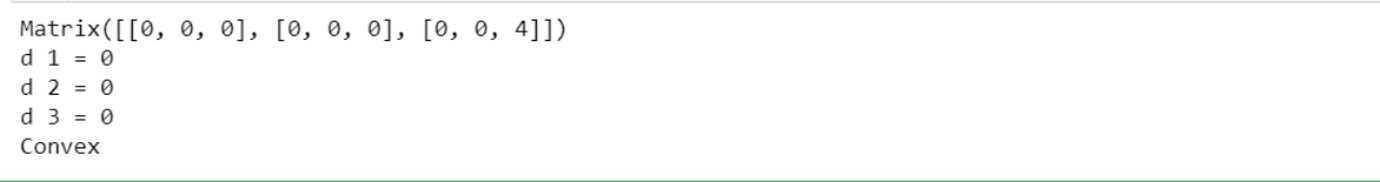 Matrix([[0, 0, 0], [0, 0, 0], [0, 0, 4]])
d 1 = 0
d 2 = 0
d 3 = 0
Convex